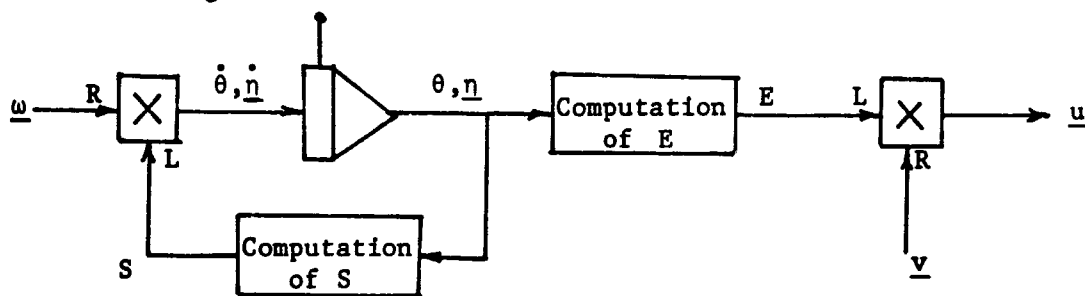 ω R × θ̇, η̇ θ, η Computation of E E L × u
L R
S Computation of S v